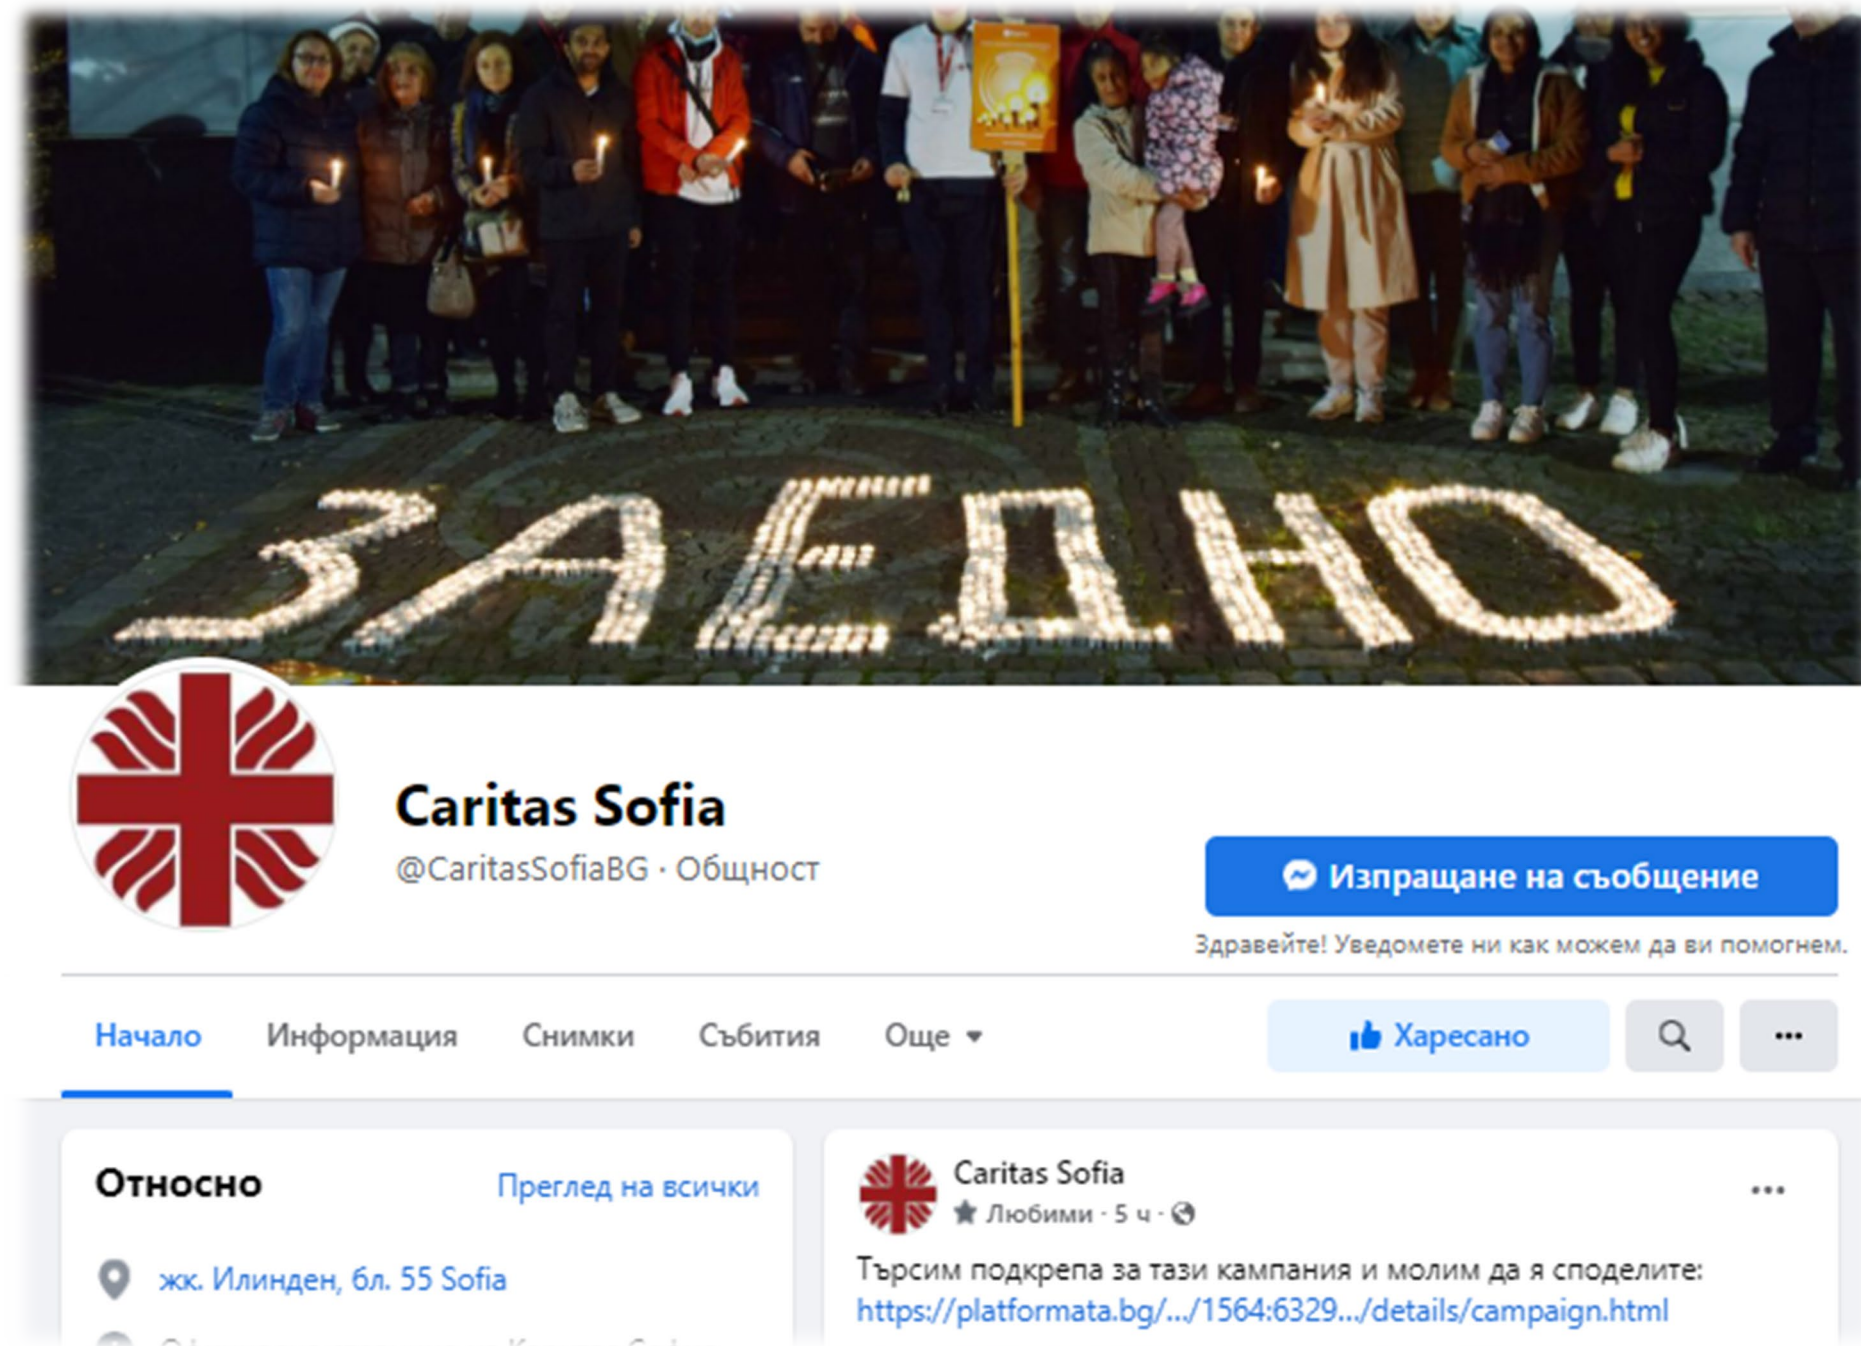 ЗАЕДНО
Caritas Sofia
@CaritasSofiaBG · Общност
Изпращане на съобщение
Здравейте! Уведомете ни как можем да ви помогнем.
Начало Информация Снимки Събития Още
Харесано
Относно Преглед на всички
жк. Илинден, бл. 55 Sofia
Caritas Sofia
Любими · 5 ч ·
Търсим подкрепа за тази кампания и молим да я споделите:
https://platformata.bg/.../1564:6329.../details/campaign.html